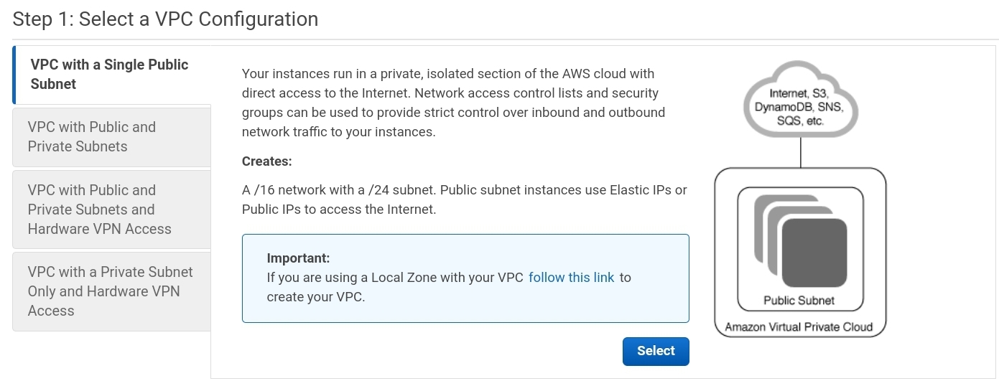 Step 1: Select a VPC Configuration
VPC with a Single Public
Subnet
VPC with Public and
Private Subnets
VPC with Public and
Private Subnets and
Hardware VPN Access
VPC with a Private Subnet
Only and Hardware VPN
Access
Your instances run in a private, isolated section of the AWS cloud with
direct access to the Internet. Network access control lists and security
groups can be used to provide strict control over inbound and outbound
network traffic to your instances.
Creates:
A /16 network with a /24 subnet. Public subnet instances use Elastic IPs or
Public IPs to access the Internet.
Important:
If you are using a Local Zone with your VPC follow this link to
create your VPC.
Select
Internet, S3,
DynamoDB, SNS,
SQS, etc.
Public Subnet
Amazon Virtual Private Cloud